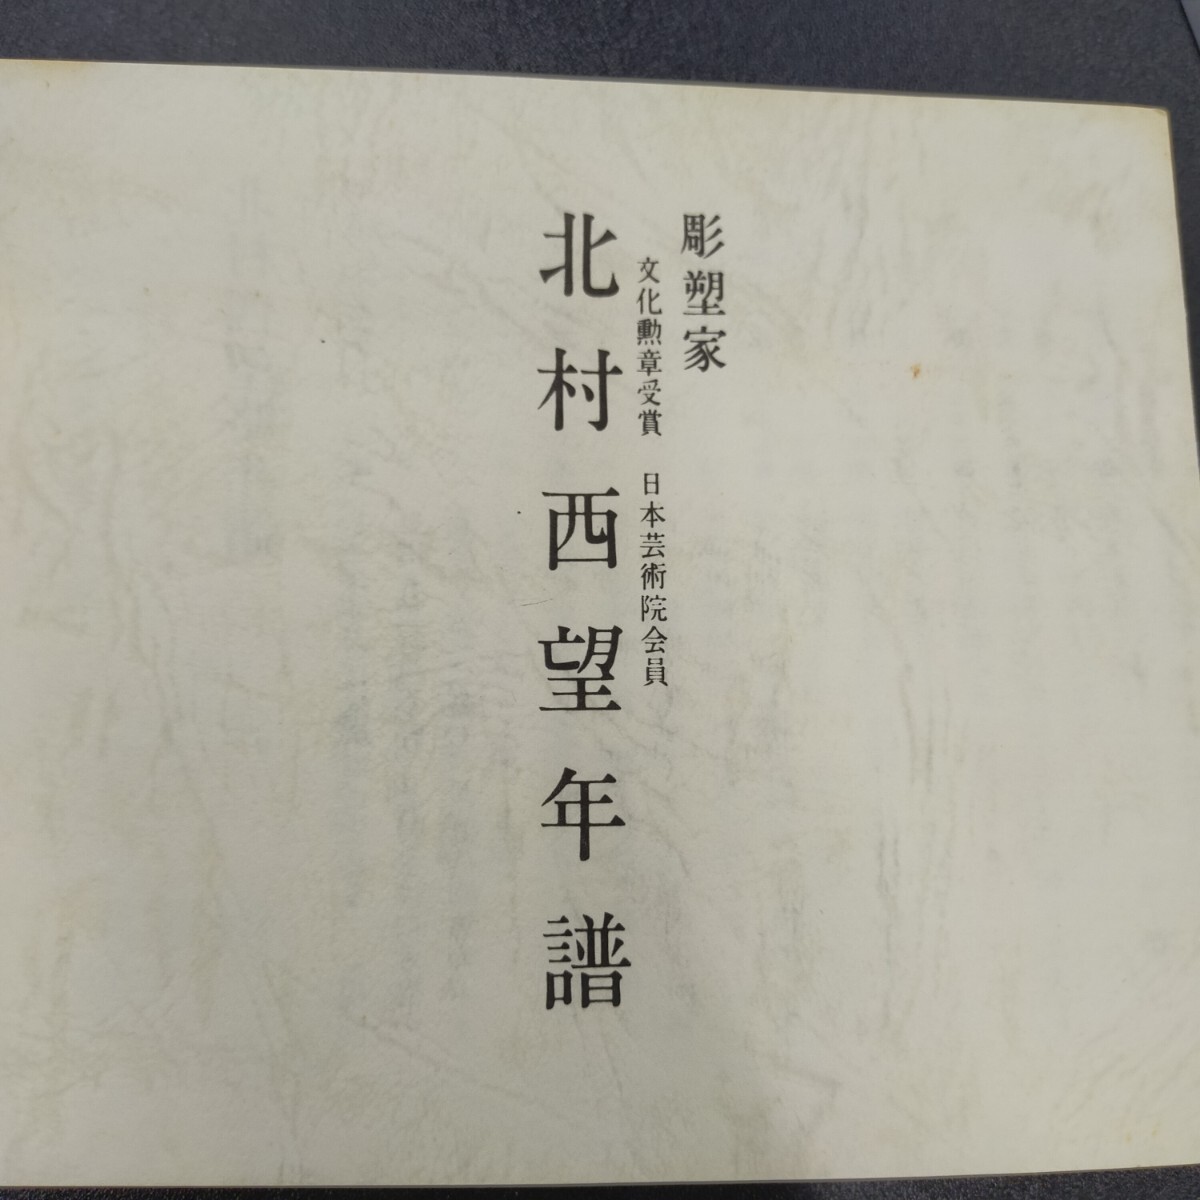 彫塑家
文化勲章受賞　日本芸術院会員
北村西望年譜